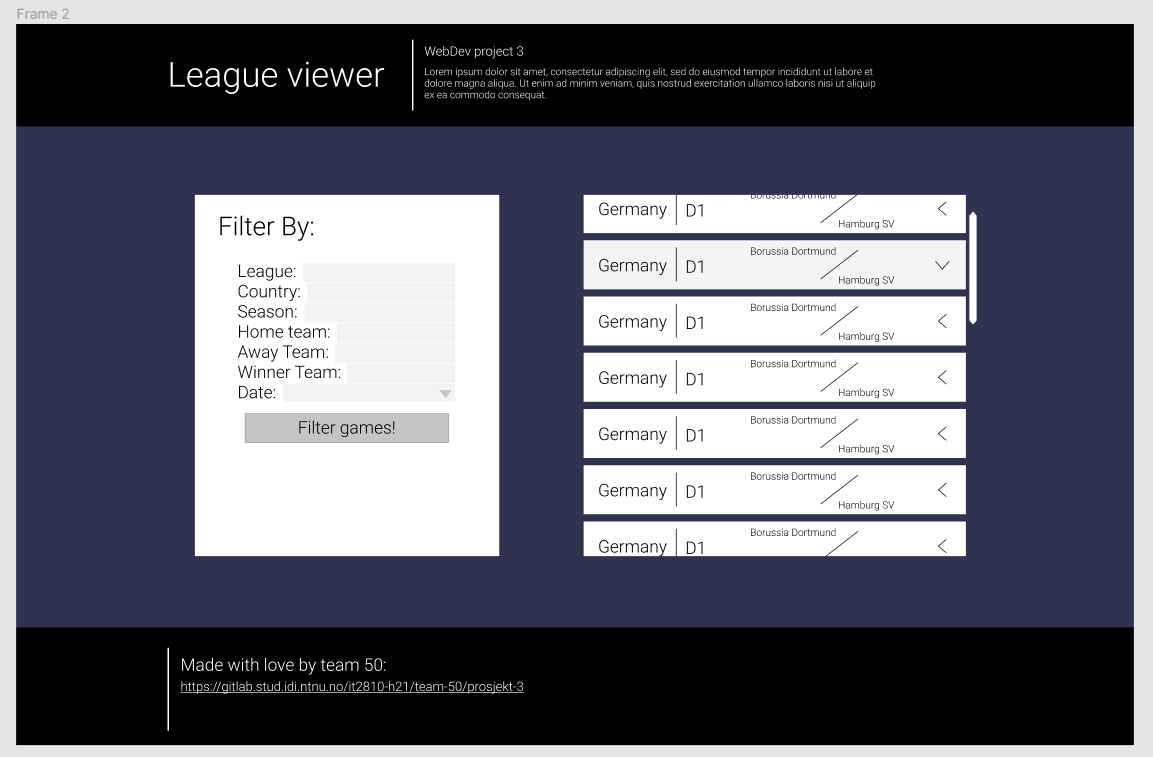 Frame 2
League viewer
WebDev project 3
Lorem ipsum dolor sit amet, consectetur adipiscing elit, sed do eiusmod tempor incididunt ut labore et
dolore magna aliqua. Ut enim ad minim veniam, quis nostrud exercitation ullamco laboris nisi ut aliquip
ex ea commodo consequat.
Filter By:
League:
Country:
Season:
Home team:
Away Team:
Winner Team:
Date:
Filter games!
Borussia Dortmund
Germany D1
Hamburg SV
Borussia Dortmund
Germany D1
Hamburg SV
Borussia Dortmund
Germany D1
Hamburg SV
Borussia Dortmund
Germany D1
Hamburg SV
Borussia Dortmund
Germany D1
Hamburg SV
Borussia Dortmund
Germany D1
Hamburg SV
Borussia Dortmund
Germany D1
Made with love by team 50:
https://gitlab.stud.idi.ntnu.no/it2810-h21/team-50/prosjekt-3